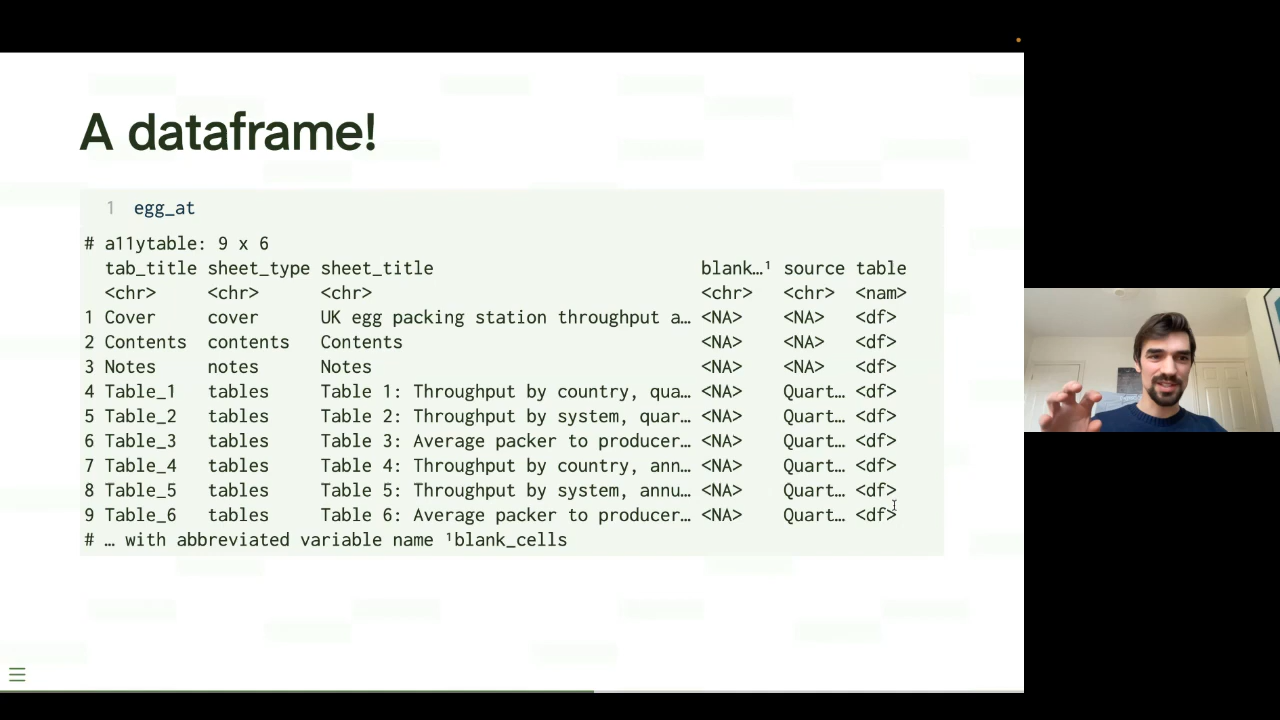 A dataframe!
1 egg_at
# a11ytable: 9 x 6
tab_title sheet_type sheet_title blank…¹ source table
<chr> <chr> <chr> <chr> <chr> <nam>
1 Cover cover UK egg packing station throughput a… <NA> <NA> <df>
2 Contents contents Contents <NA> <NA> <df>
3 Notes notes Notes <NA> <NA> <df>
4 Table_1 tables Table 1: Throughput by country, qua… <NA> Quart… <df>
5 Table_2 tables Table 2: Throughput by system, quar… <NA> Quart… <df>
6 Table_3 tables Table 3: Average packer to producer… <NA> Quart… <df>
7 Table_4 tables Table 4: Throughput by country, ann… <NA> Quart… <df>
8 Table_5 tables Table 5: Throughput by system, annu… <NA> Quart… <df>
9 Table_6 tables Table 6: Average packer to producer… <NA> Quart… <df>
# … with abbreviated variable name ¹blank_cells